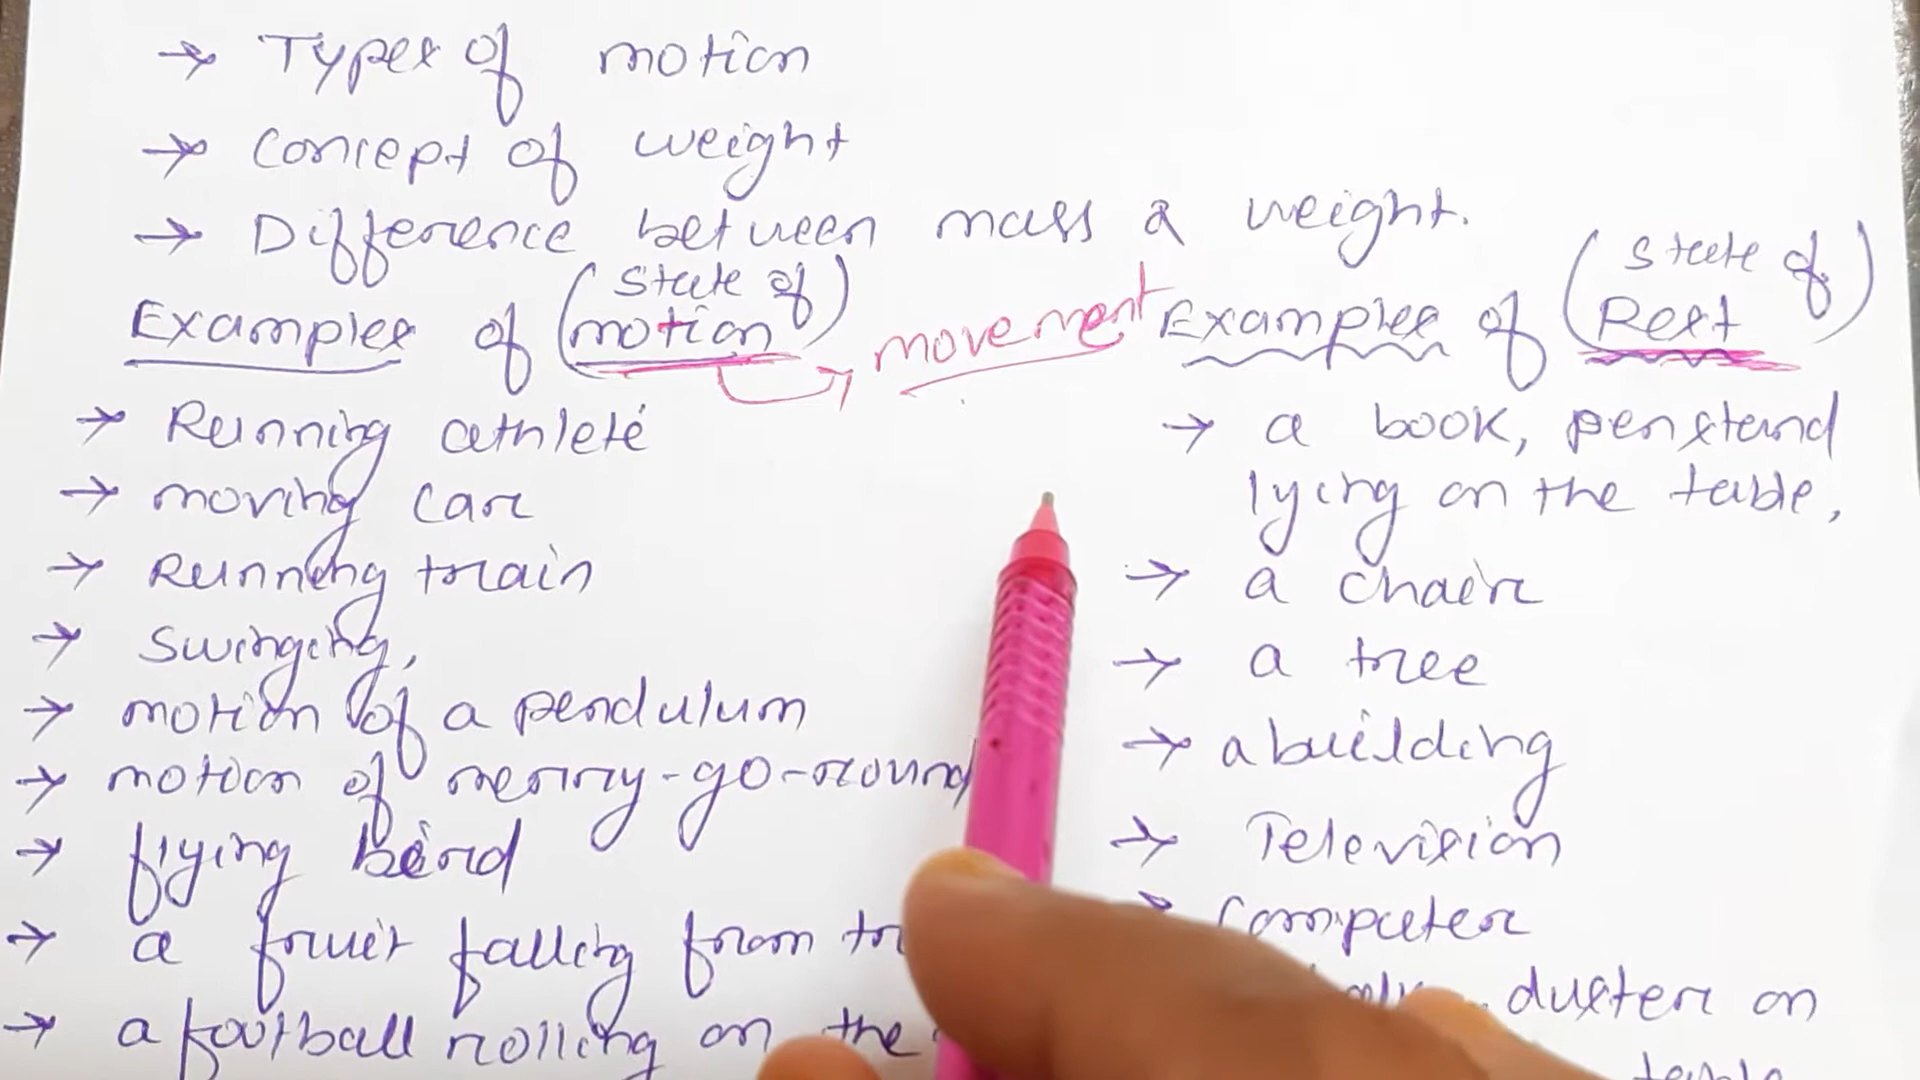 → Types of motion
→ Concept of weight
→ Difference between mass & weight.
Examples of (State of motion)
movement
→ Running athlete
→ moving car
→ Running train
→ Swinging,
→ motion of a pendulum
→ motion of merry-go-round
→ flying bird
→ a fruit falling from
→ a football rolling on the
Examples of (State of Rest)
→ a book, penstand
lying on the table,
→ a chair
→ a tree
→ a building
→ Television
→ Computer
duster on
table